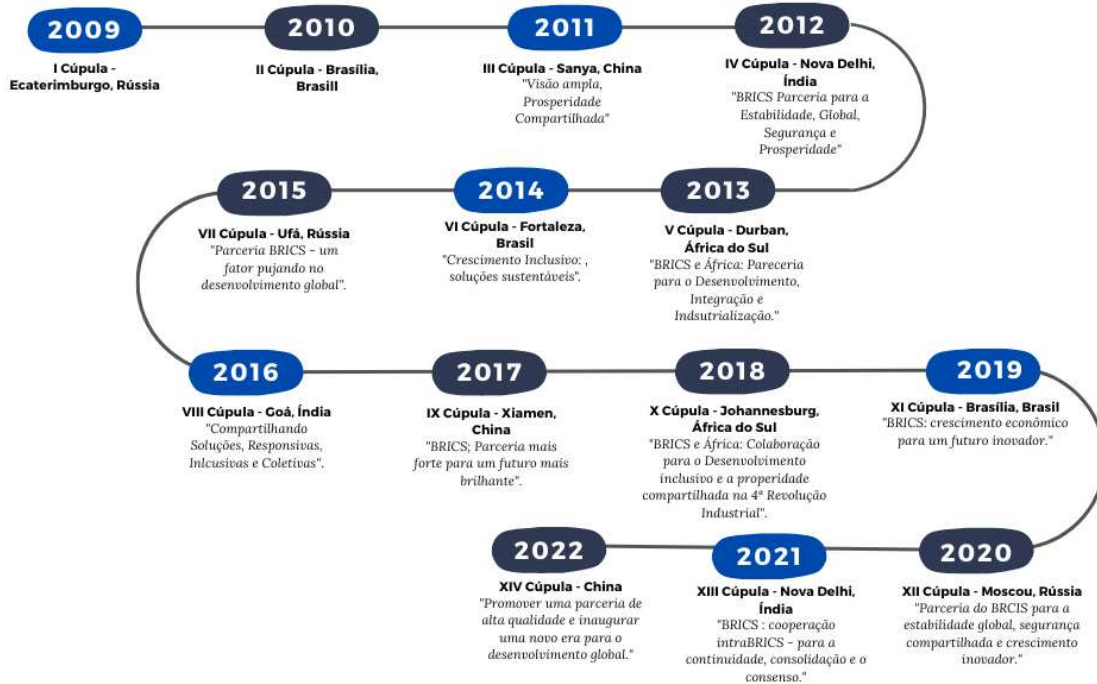 2009
I Cúpula -
Ecaterimburgo, Rússia
2010
II Cúpula - Brasília,
Brasill
2011
III Cúpula - Sanya, China
"Visão ampla,
Prosperidade
Compartilhada"
2012
IV Cúpula - Nova Delhi,
Índia
"BRICS Parceria para a
Estabilidade, Global,
Segurança e
Prosperidade"
2013
V Cúpula - Durban,
África do Sul
"BRICS e África: Pareceria
para o Desenvolvimento,
Integração e
Indsutrialização."
2014
VI Cúpula - Fortaleza,
Brasil
"Crescimento Inclusivo: ,
soluções sustentáveis".
2015
VII Cúpula - Ufá, Rússia
"Parceria BRICS - um
fator pujando no
desenvolvimento global".
2016
VIII Cúpula - Goá, Índia
"Compartilhando
Soluções, Responsivas,
Inlcusivas e Coletivas".
2017
IX Cúpula - Xiamen,
China
"BRICS; Parceria mais
forte para um futuro mais
brilhante".
2018
X Cúpula - Johannesburg,
África do Sul
"BRICS e África: Colaboração
para o Desenvolvimento
inclusivo e a properidade
compartilhada na 4ª Revolução
Industrial".
2019
XI Cúpula - Brasília, Brasil
"BRICS: crescimento econômico
para um futuro inovador."
2020
XII Cúpula - Moscou, Rússia
"Parceria do BRCIS para a
estabilidade global, segurança
compartilhada e crescimento
inovador."
2021
XIII Cúpula - Nova Delhi,
Índia
"BRICS : cooperação
intraBRICS - para a
continuidade, consolidação e o
consenso."
2022
XIV Cúpula - China
"Promover uma parceria de
alta qualidade e inaugurar
uma novo era para o
desenvolvimento global."